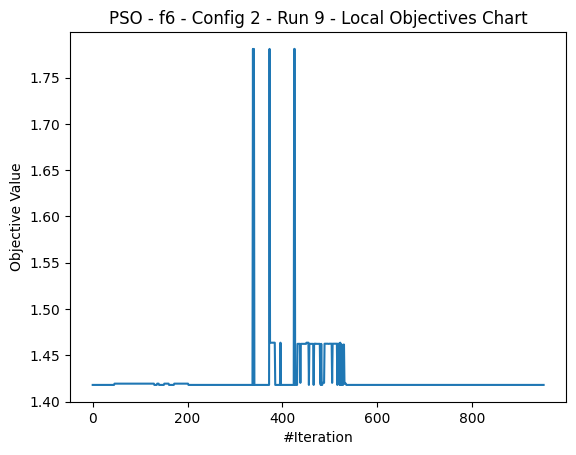 PSO - f6 - Config 2 - Run 9 - Local Objectives Chart
1.75
1.70
1.65
1.60
1.55
1.50
1.45
1.40
Objective Value
0 200 400 600 800
#Iteration